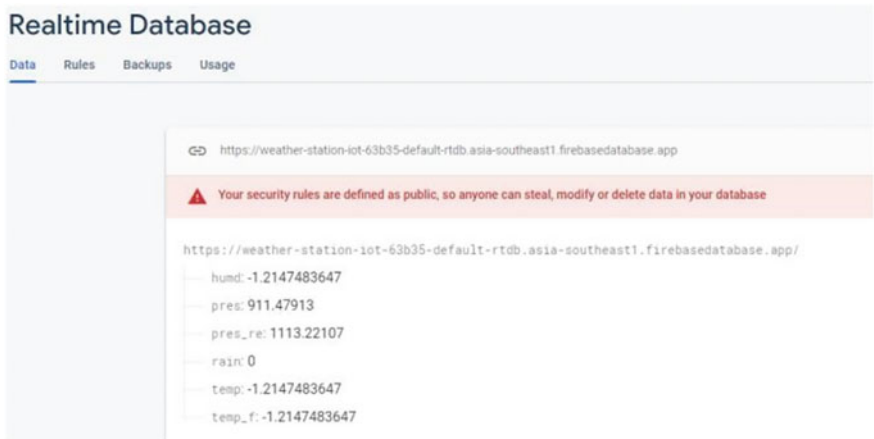 Realtime Database
Data Rules Backups Usage
https://weather-station-iot-63b35-default-rtdb.asia-southeast1.firebasedatabase.app
Your security rules are defined as public, so anyone can steal, modify or delete data in your database
https://weather-station-iot-63b35-default-rtdb.asia-southeast1.firebasedatabase.app/
humd: -1.2147483647
pres: 911.47913
pres_re: 1113.22107
rain: 0
temp: -1.2147483647
temp_f: -1.2147483647